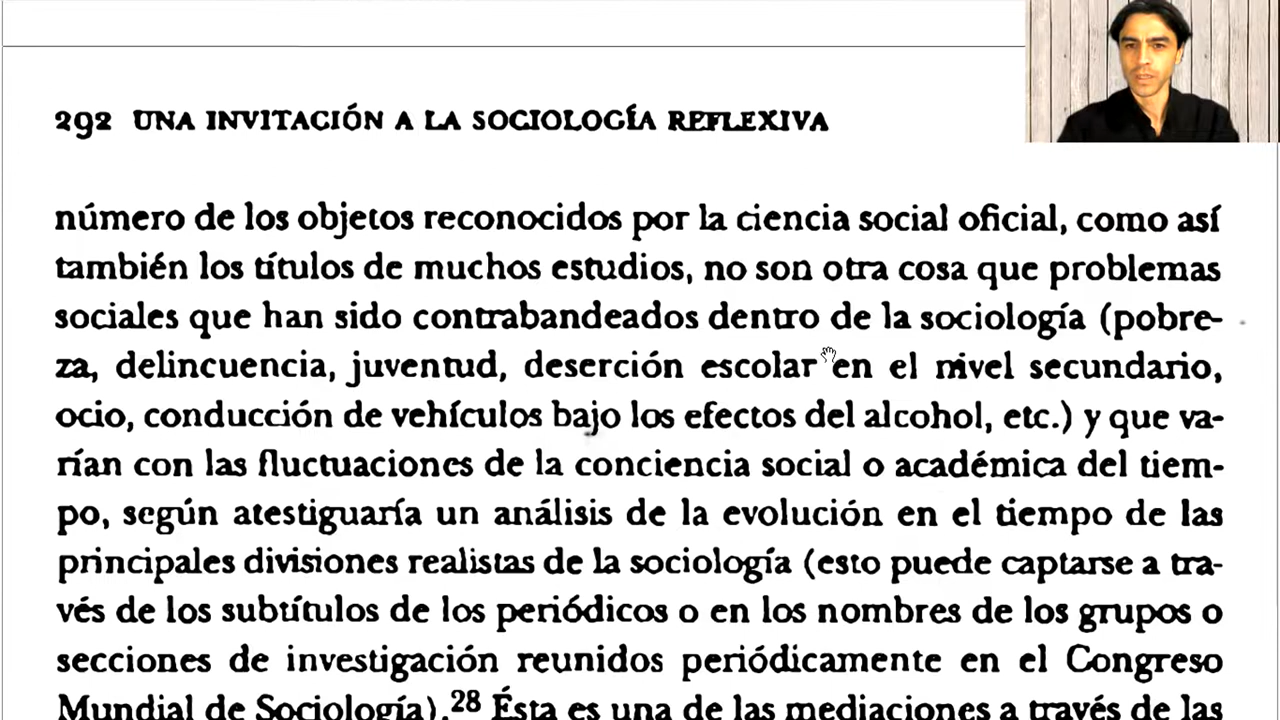 292 UNA INVITACIÓN A LA SOCIOLOGÍA REFLEXIVA
número de los objetos reconocidos por la ciencia social oficial, como así
también los títulos de muchos estudios, no son otra cosa que problemas
sociales que han sido contrabandeados dentro de la sociología (pobre-
za, delincuencia, juventud, deserción escolar en el nivel secundario,
ocio, conducción de vehículos bajo los efectos del alcohol, etc.) y que va-
rían con las fluctuaciones de la conciencia social o académica del tiem-
po, según atestiguaría un análisis de la evolución en el tiempo de las
principales divisiones realistas de la sociología (esto puede captarse a tra-
vés de los subtítulos de los periódicos o en los nombres de los grupos o
secciones de investigación reunidos periódicamente en el Congreso
Mundial de Sociología).28 Ésta es una de las mediaciones a través de las